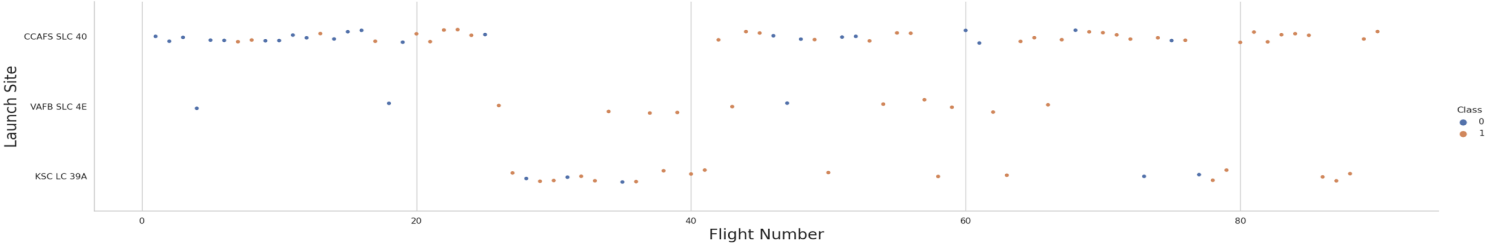 Launch Site
CCAFS SLC 40
VAFB SLC 4E
KSC LC 39A
0
20
40
60
80
Flight Number
Class
0
1